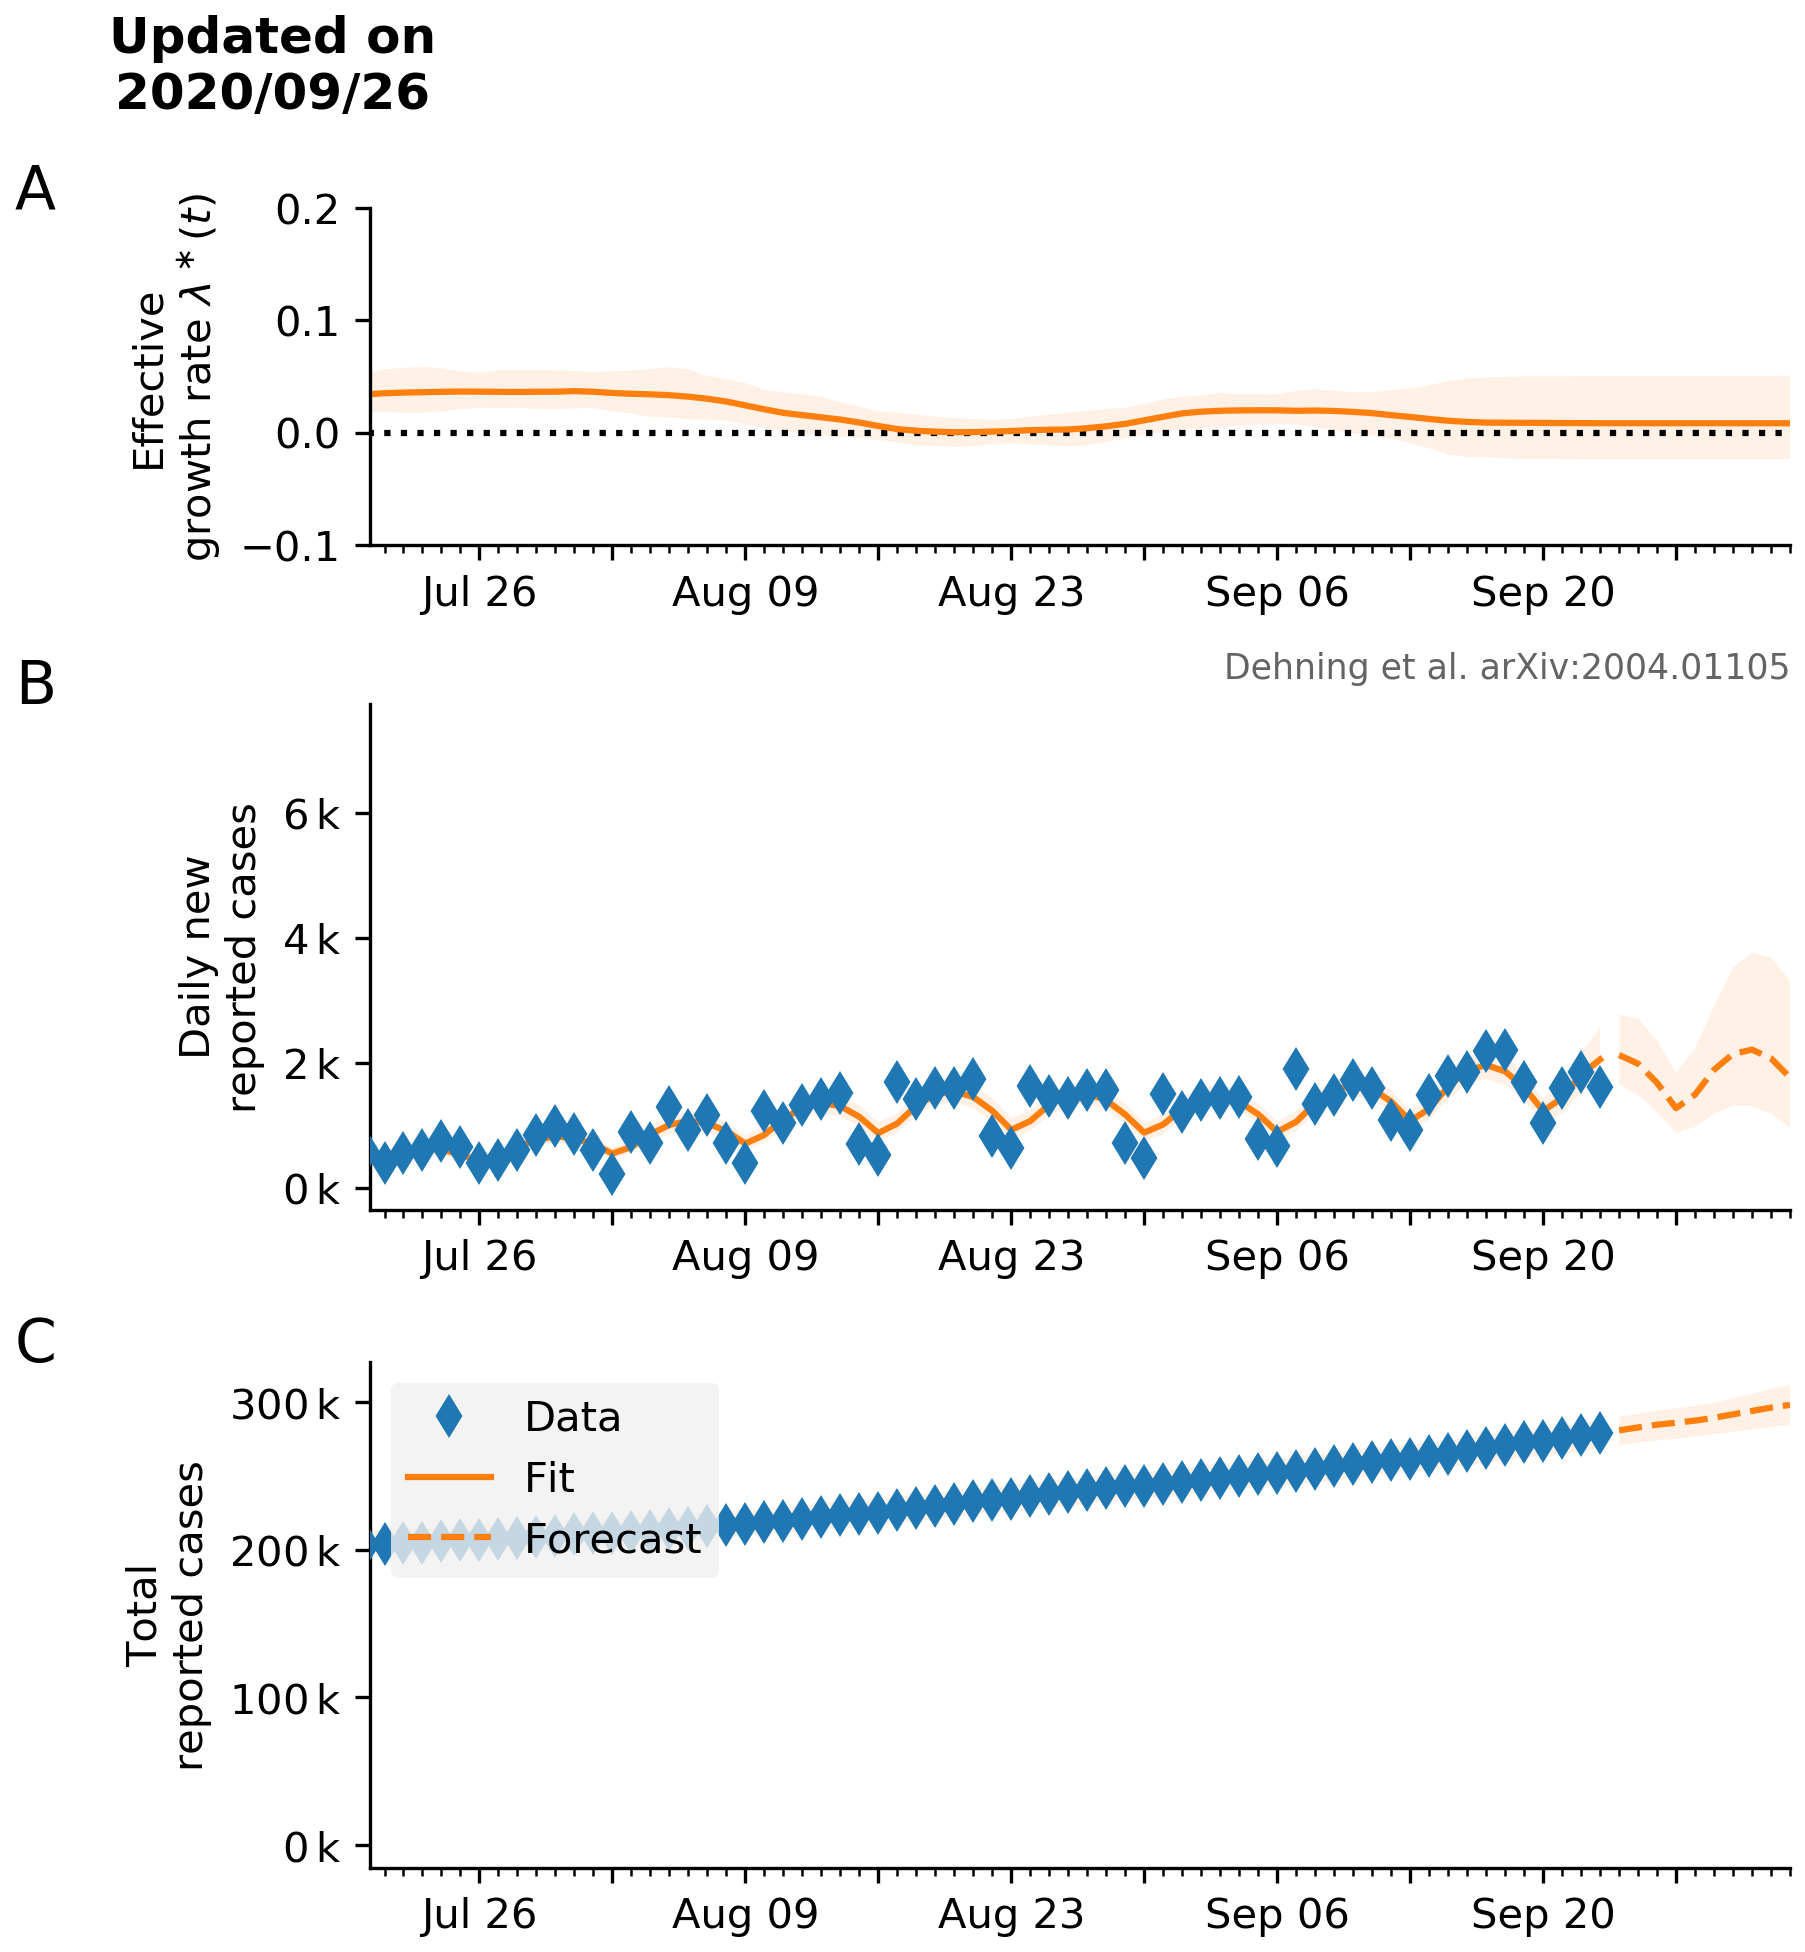 Updated on
2020/09/26
A
Effective
growth rate λ * (t)
0.2
0.1
0.0
−0.1
Jul 26 Aug 09 Aug 23 Sep 06 Sep 20
Dehning et al. arXiv:2004.01105
B
Daily new
reported cases
6 k
4 k
2 k
0 k
Jul 26 Aug 09 Aug 23 Sep 06 Sep 20
C
Total
reported cases
300 k
200 k
100 k
0 k
Data
Fit
Forecast
Jul 26 Aug 09 Aug 23 Sep 06 Sep 20